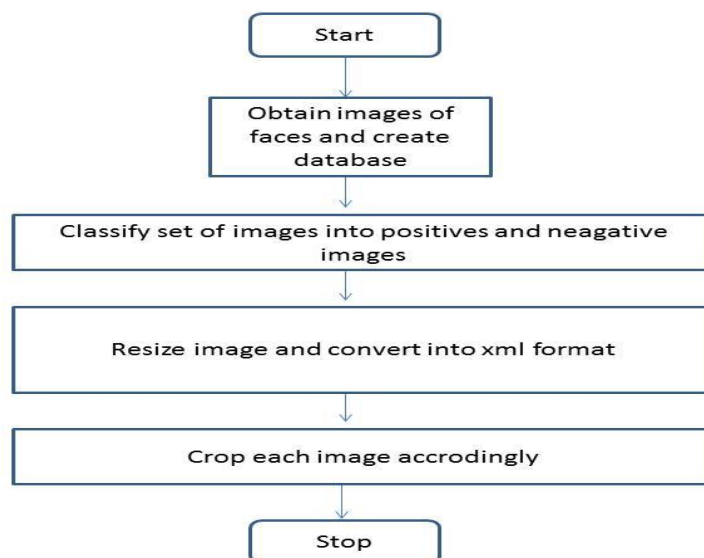 Start
Obtain images of
faces and create
database
Classify set of images into positives and neagative
images
Resize image and convert into xml format
Crop each image accrodingly
Stop